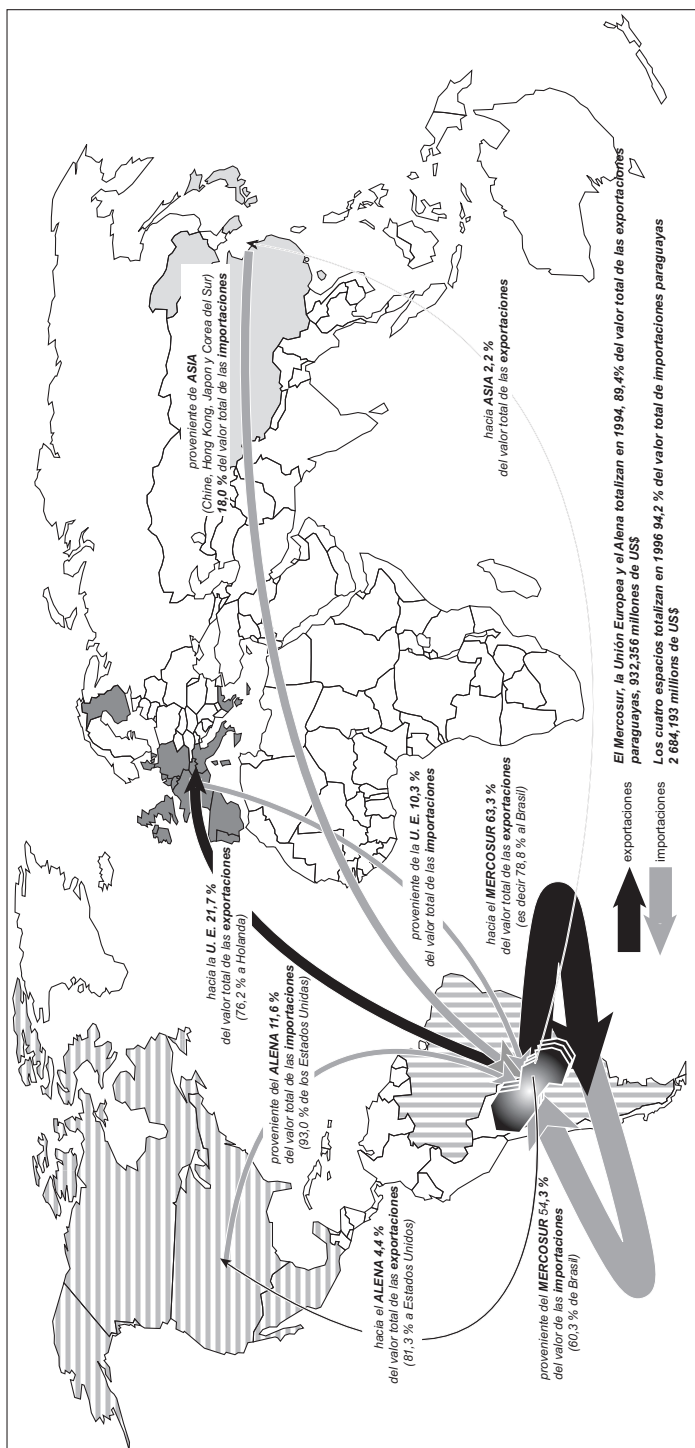 proveniente de ASIA
(Chine, Hong Kong, Japon y Corea del Sur)
18,0 % del valor total de las importaciones
hacia la U. E. 21,7 %
del valor total de las exportaciones
(76,2 % a Holanda)
proveniente del ALENA 11,6 %
del valor total de las importaciones
(93,0 % de los Estados Unidos)
hacia ASIA 2,2 %
del valor total de las exportaciones
proveniente de la U. E. 10,3 %
del valor total de las importaciones
hacia el ALENA 4,4 %
del valor total de las exportaciones
(81,3 % a Estados Unidos)
hacia el MERCOSUR 63,3 %
del valor total de las exportaciones
(es decir 78,8 % al Brasil)
proveniente del MERCOSUR 54,3 %
del valor de las importaciones
(60,3 % de Brasil)
exportaciones
El Mercosur, la Unión Europea y el Alena totalizan en 1994, 89,4% del valor total de las exportaciones
paraguayas, 932,356 millones de US$
importaciones
Los cuatro espacios totalizan en 1996 94,2 % del valor total de importaciones paraguayas
2 684,193 millons de US$